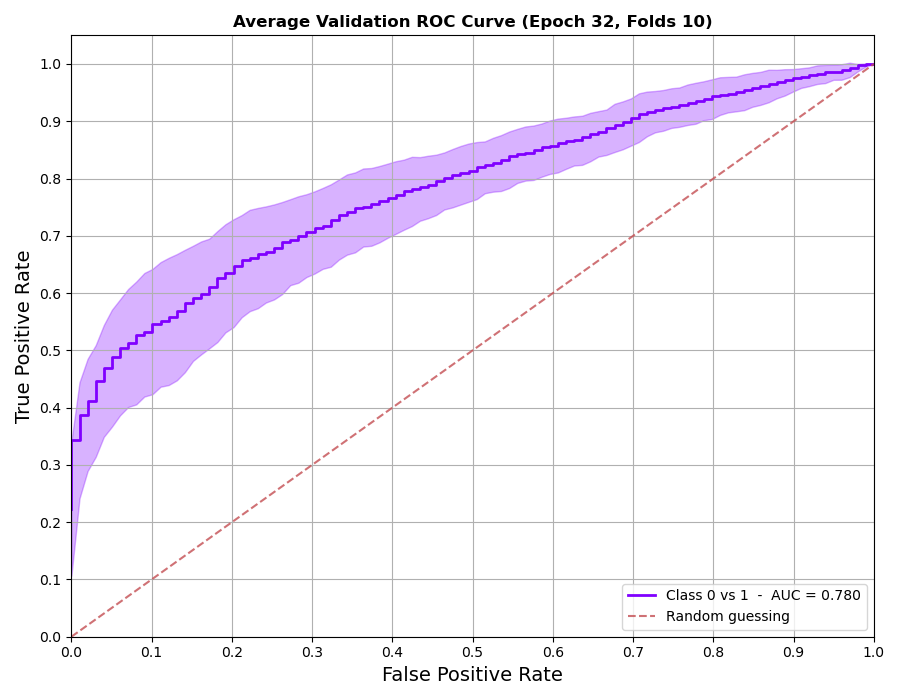 Average Validation ROC Curve (Epoch 32, Folds 10)
True Positive Rate
1.0
0.9
0.8
0.7
0.6
0.5
0.4
0.3
0.2
0.1
0.0
Class 0 vs 1 - AUC = 0.780
Random guessing
0.0 0.1 0.2 0.3 0.4 0.5 0.6 0.7 0.8 0.9 1.0
False Positive Rate